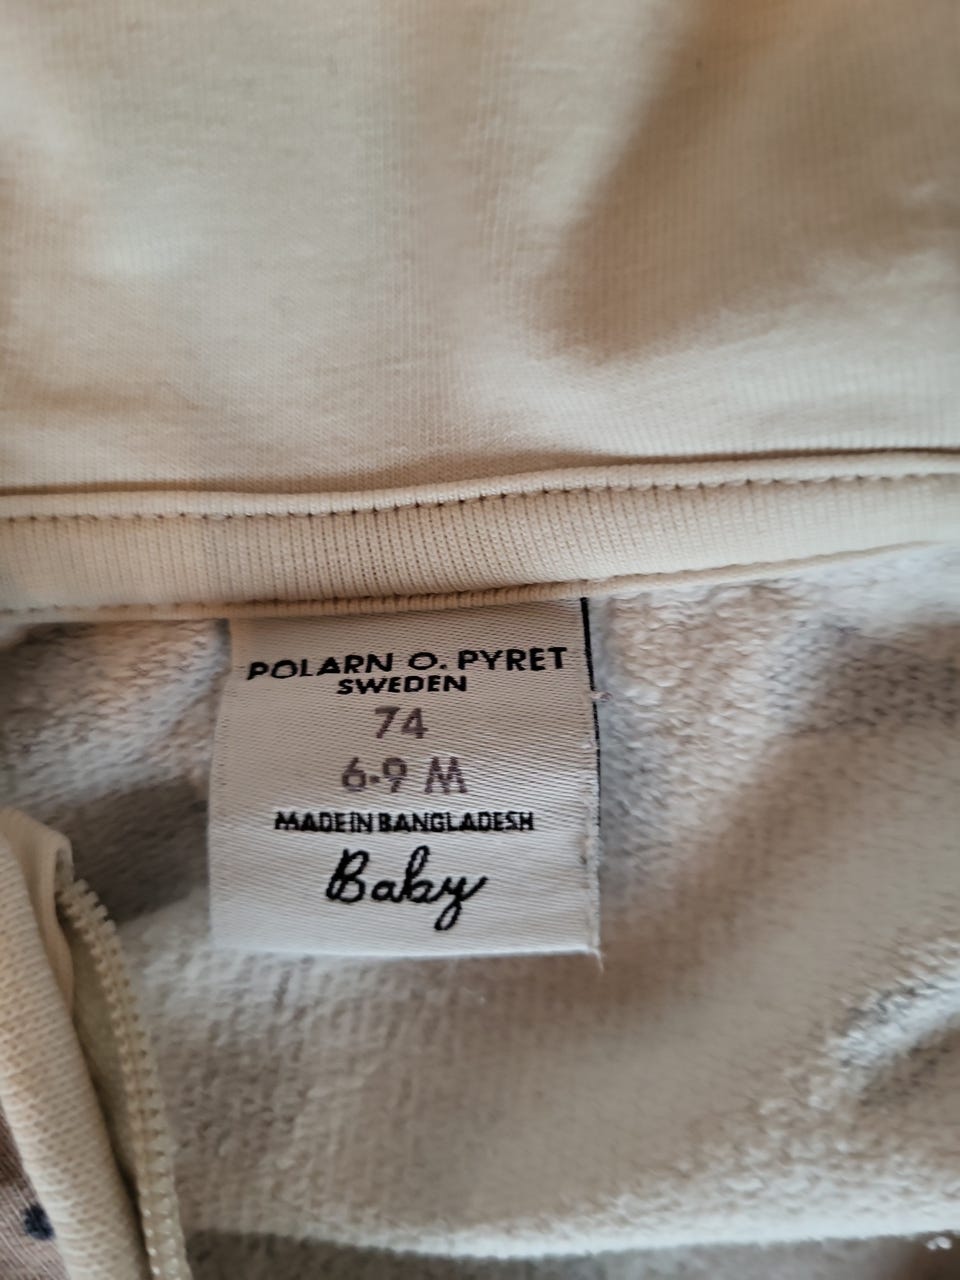 POLARN O. PYRET
SWEDEN
74
6-9 M
MADE IN BANGLADESH
Baby